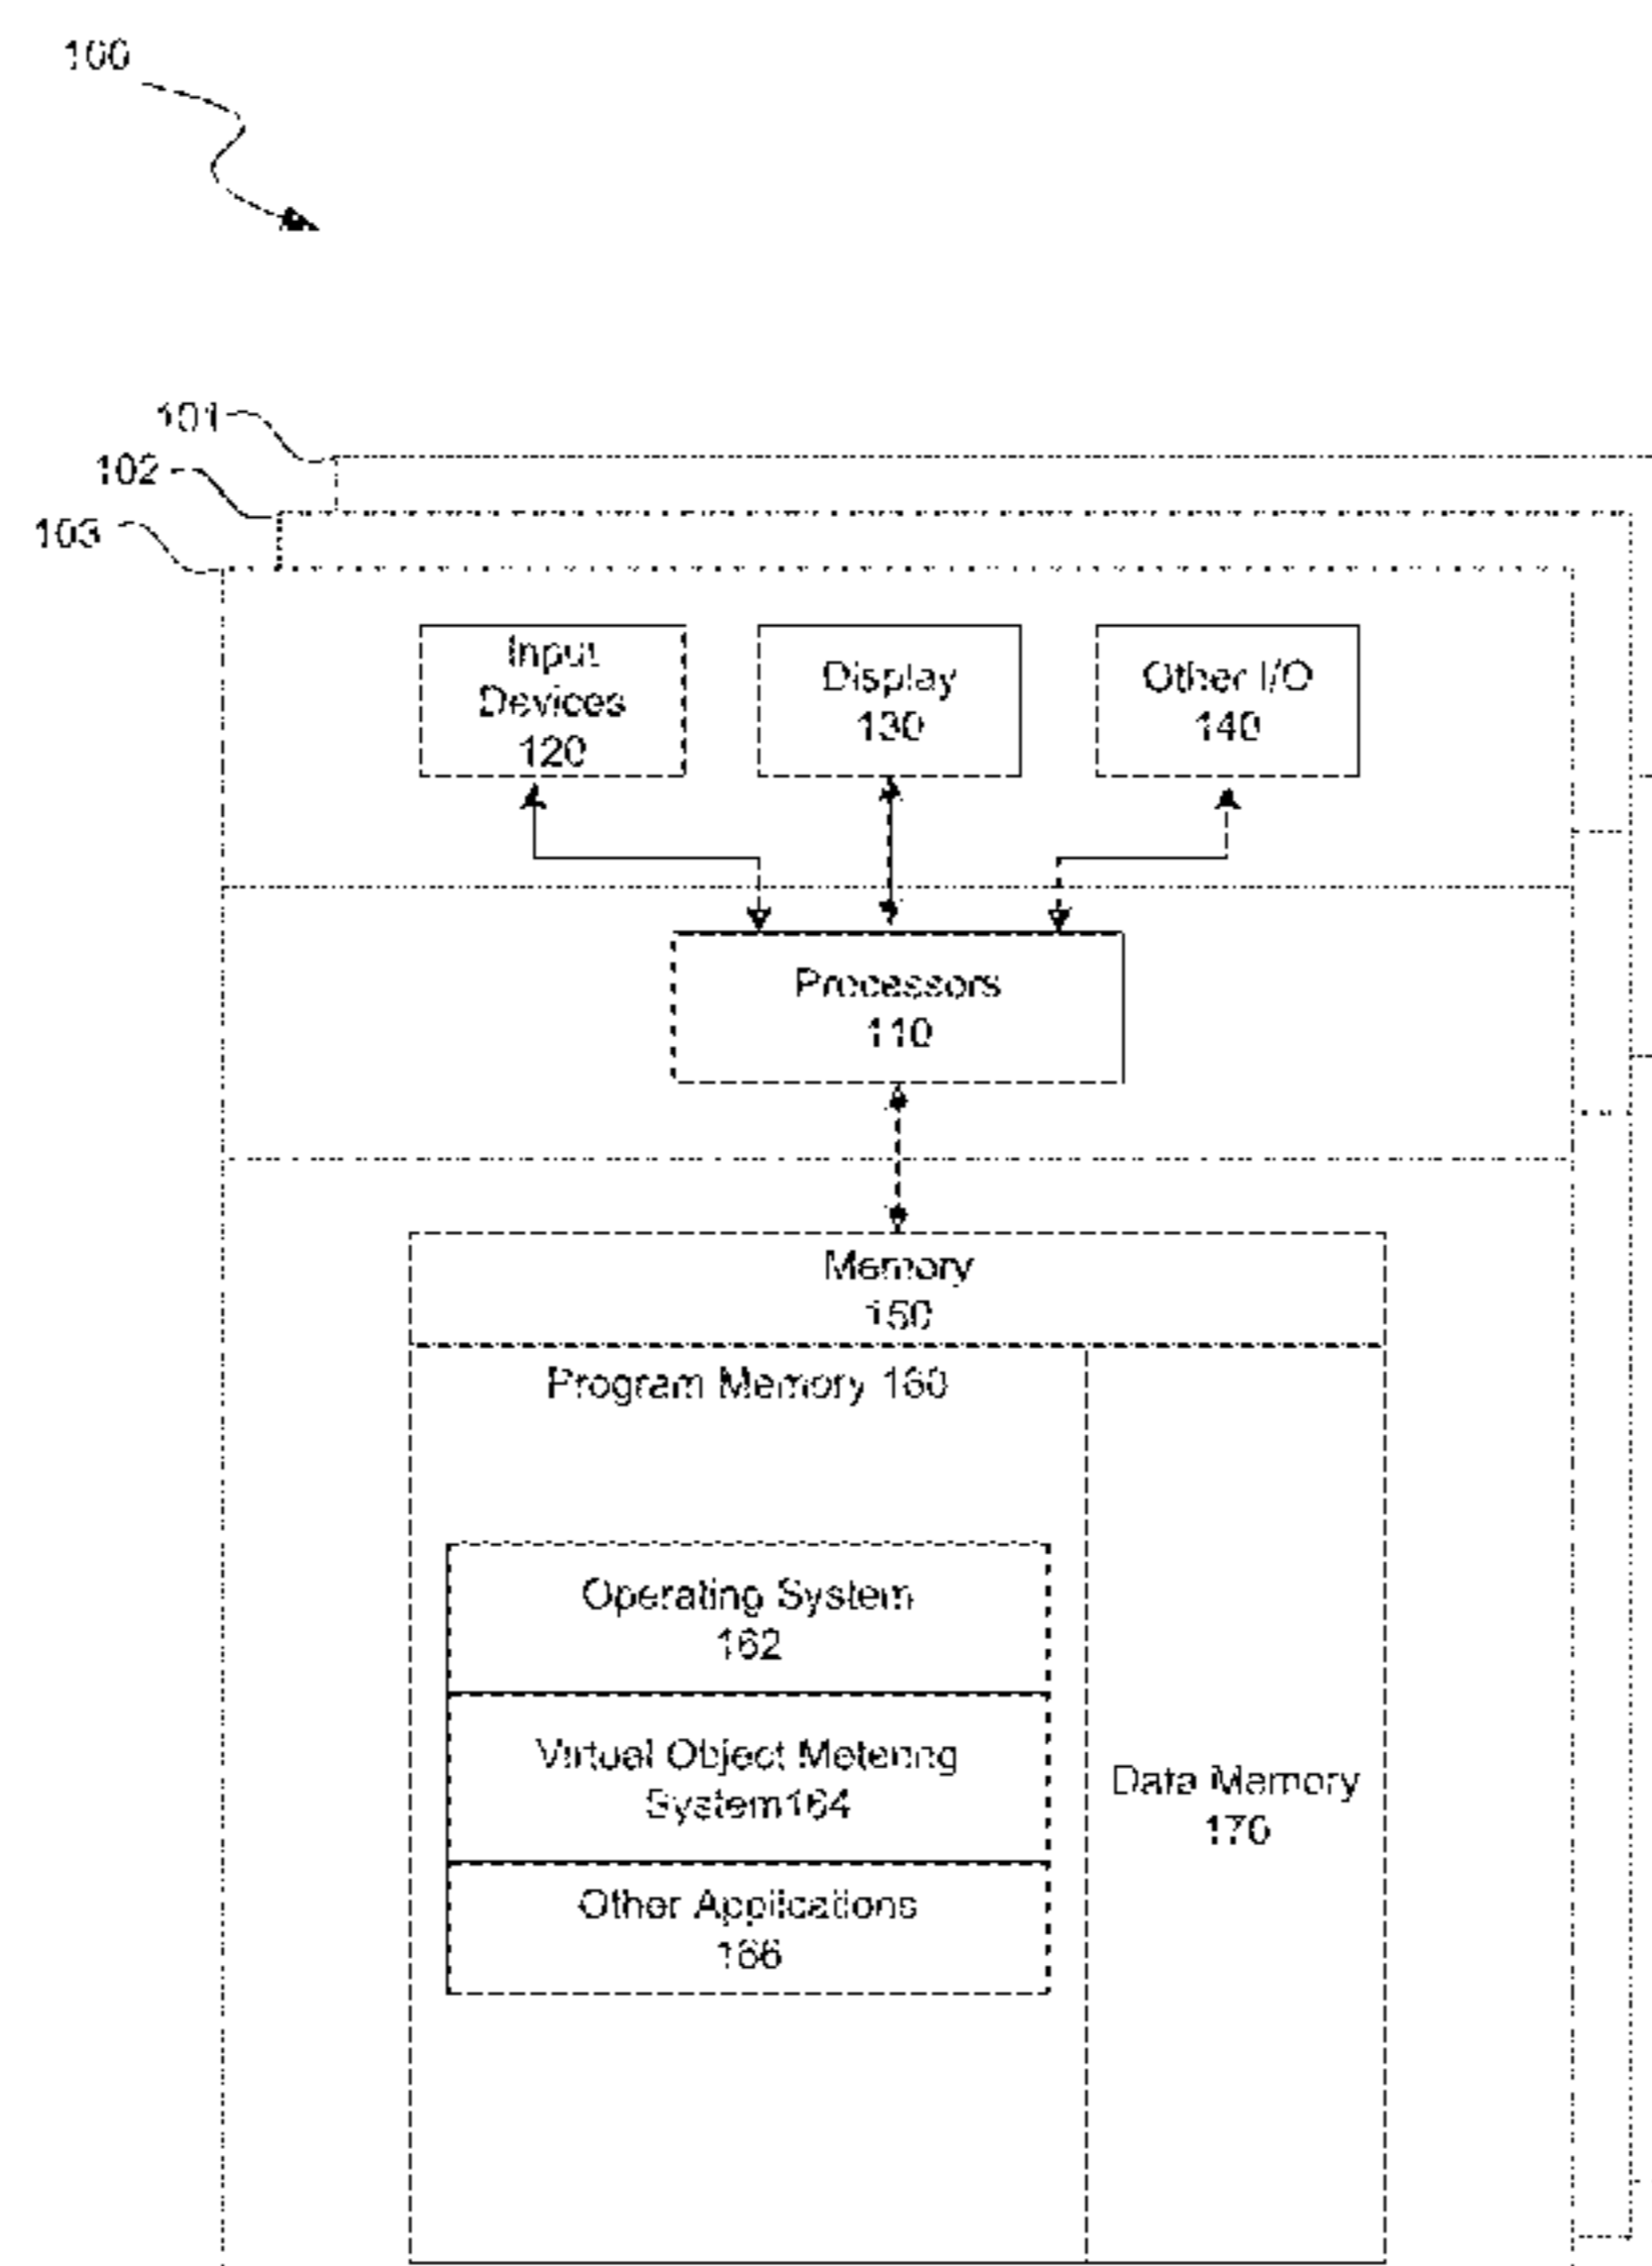 100
101
102
103
Input
Devices
120
Display
130
Other I/O
140
Processors
110
Memory
150
Program Memory 160
Operating System
162
Virtual Object Metering
System164
Other Applications
166
Data Memory
170